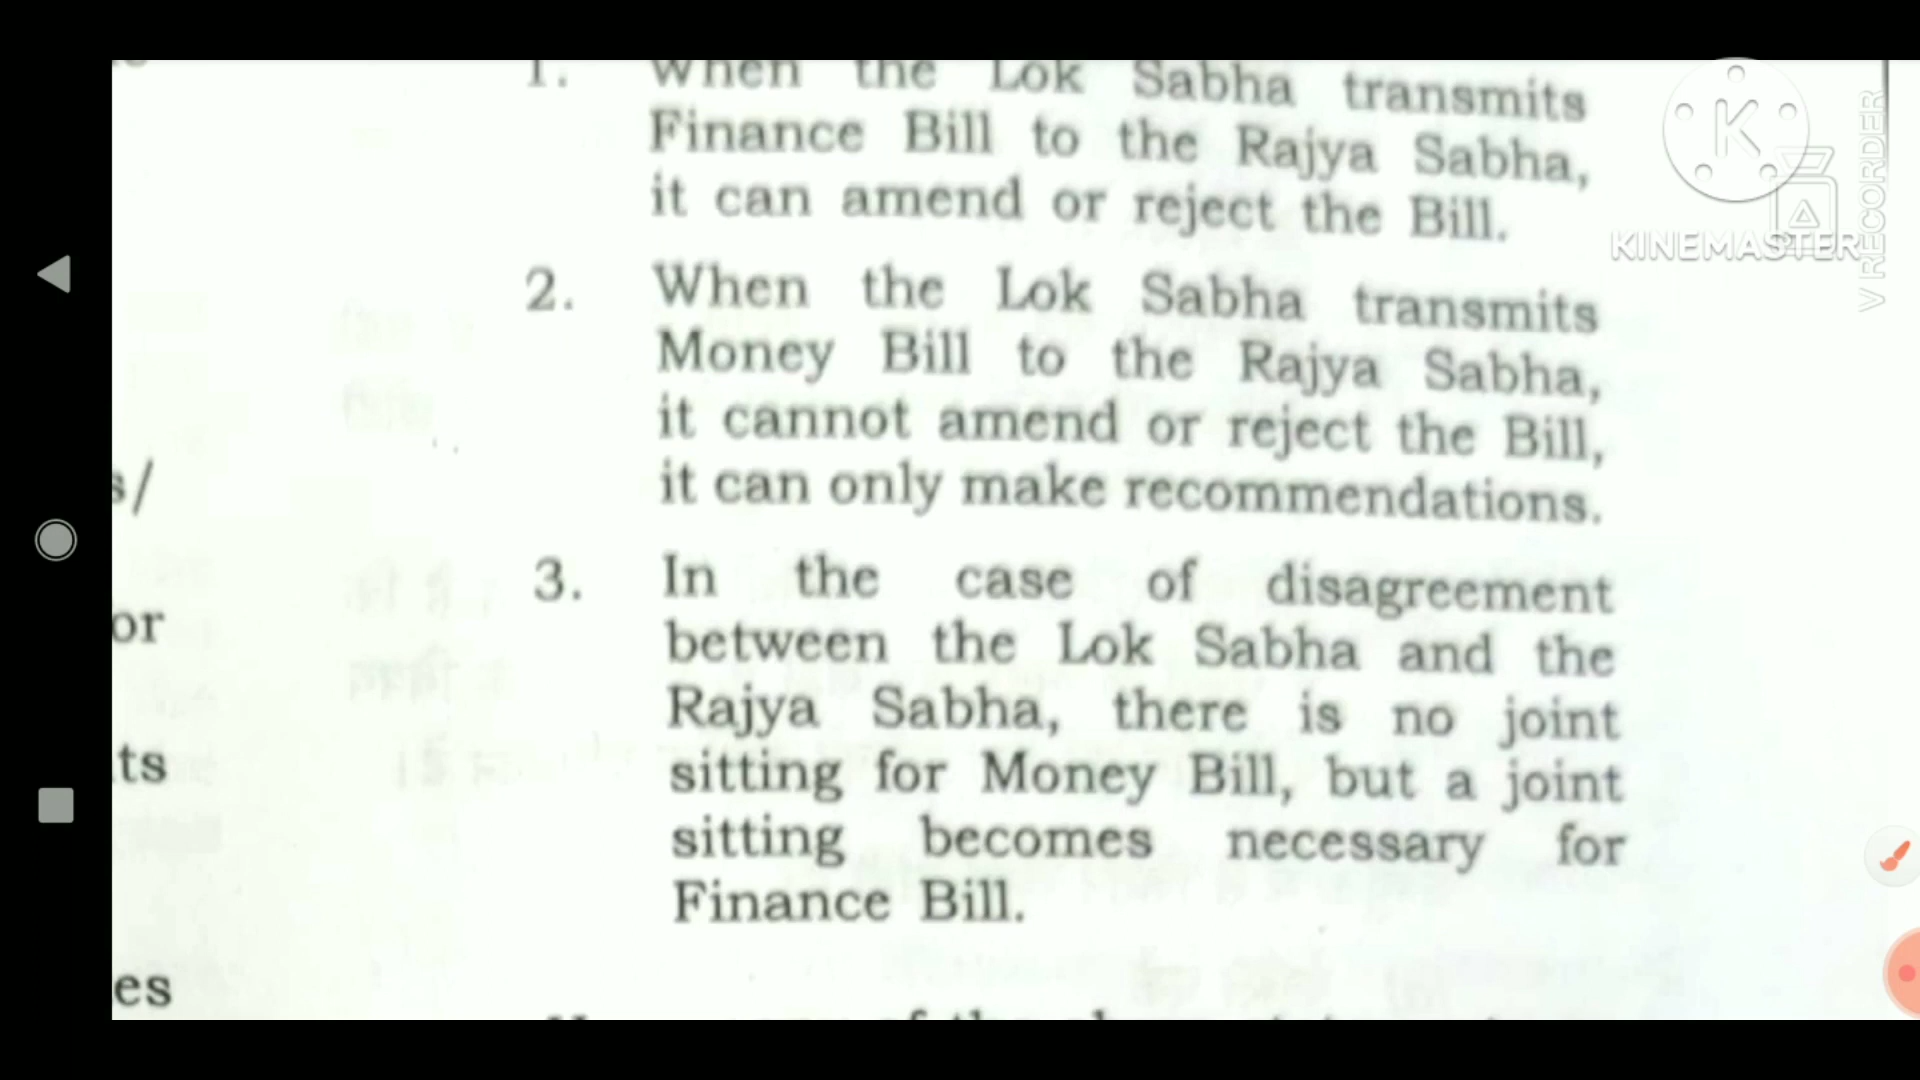 1. When the Lok Sabha transmits
Finance Bill to the Rajya Sabha,
it can amend or reject the Bill.
2. When the Lok Sabha transmits
Money Bill to the Rajya Sabha,
it cannot amend or reject the Bill,
it can only make recommendations.
3. In the case of disagreement
between the Lok Sabha and the
Rajya Sabha, there is no joint
sitting for Money Bill, but a joint
sitting becomes necessary for
Finance Bill.
s/
or
ts
es
K
KINEMASTER
V RECORDER